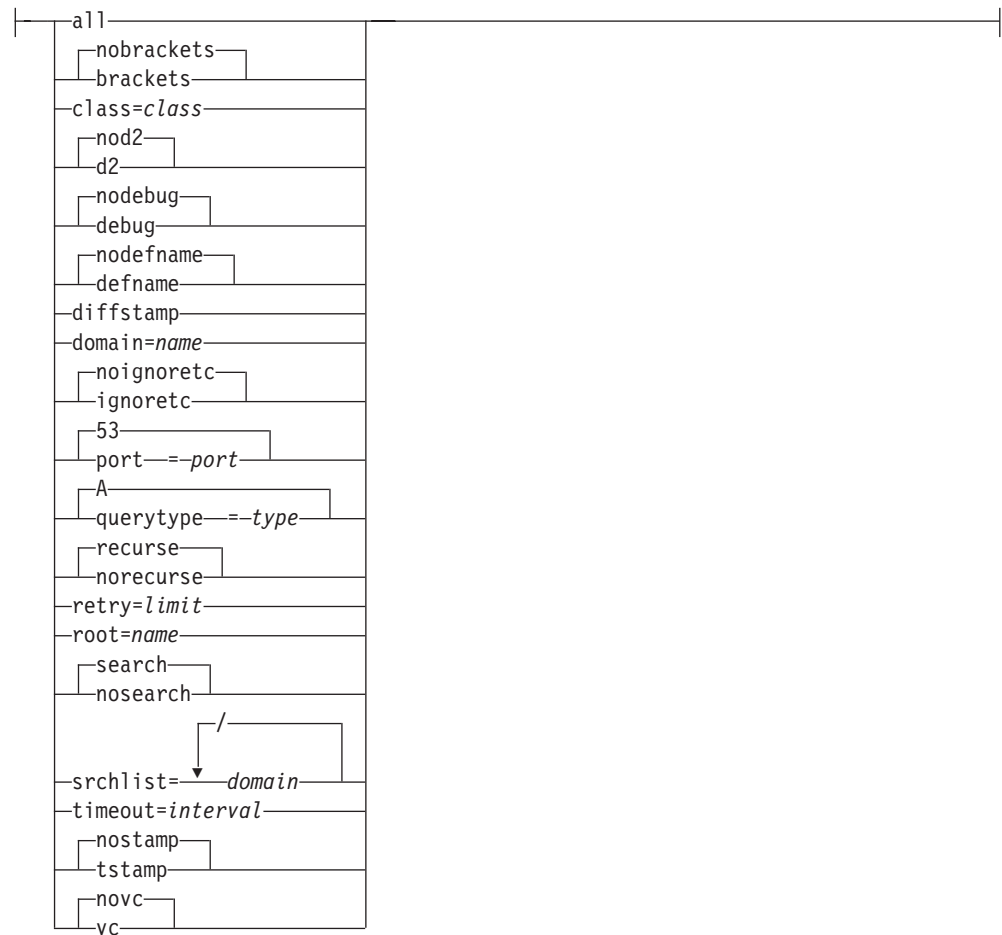 all
nobrackets
brackets
class=class
nod2
d2
nodebug
debug
nodefname
defname
diffstamp
domain=name
noignoretc
ignoretc
53
port = port
A
querytype = type
recurse
norecurse
retry=limit
root=name
search
nosearch
/
srchlist= domain
timeout=interval
nostamp
tstamp
novc
vc